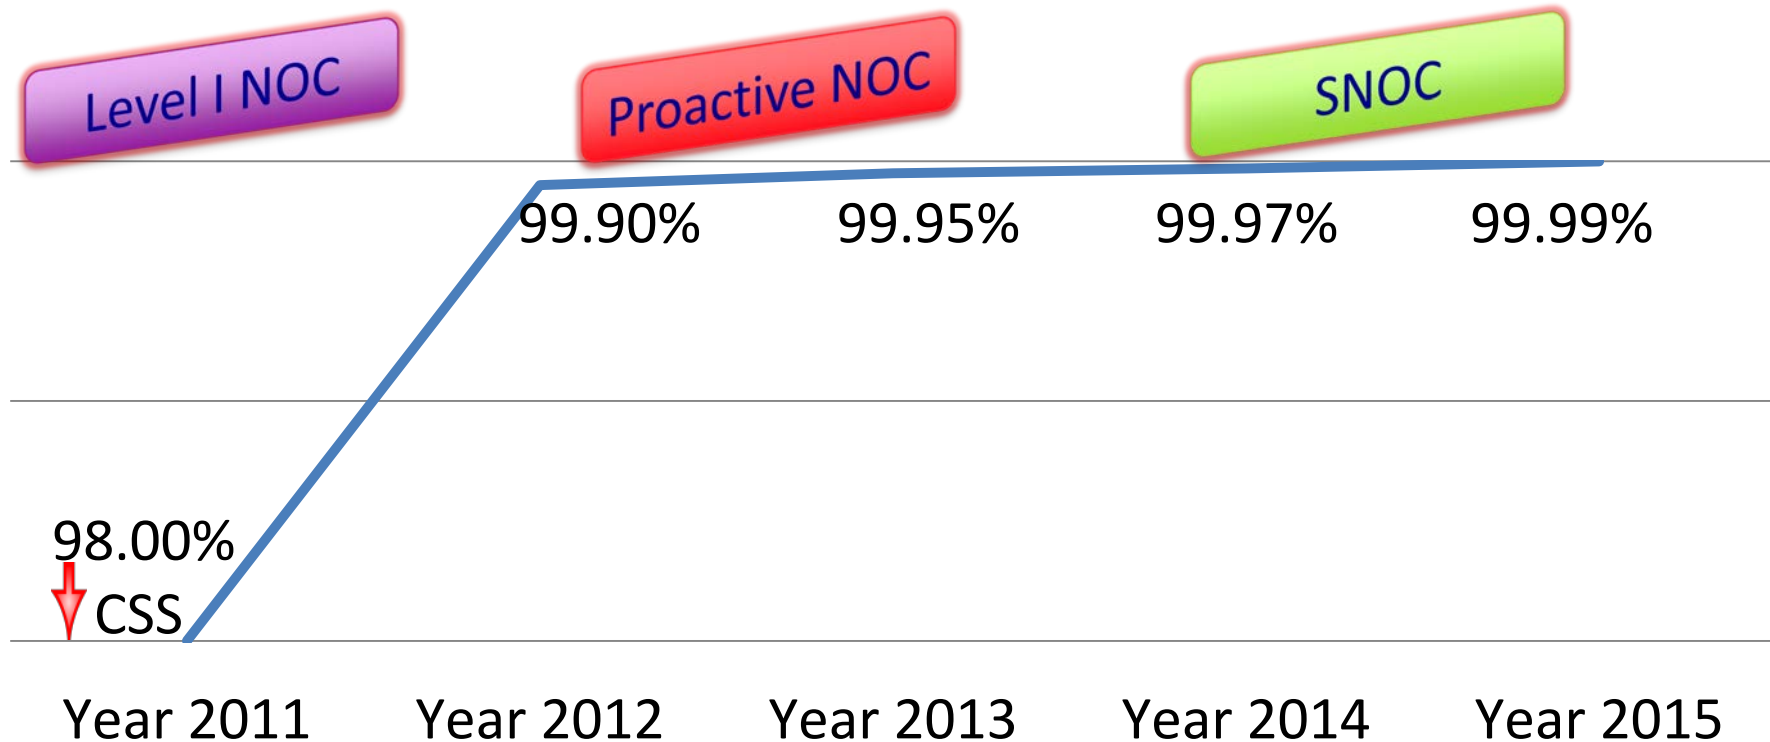 Level I NOC
Proactive NOC
SNOC
99.90%
99.95%
99.97%
99.99%
98.00%
CSS
Year 2011
Year 2012
Year 2013
Year 2014
Year 2015